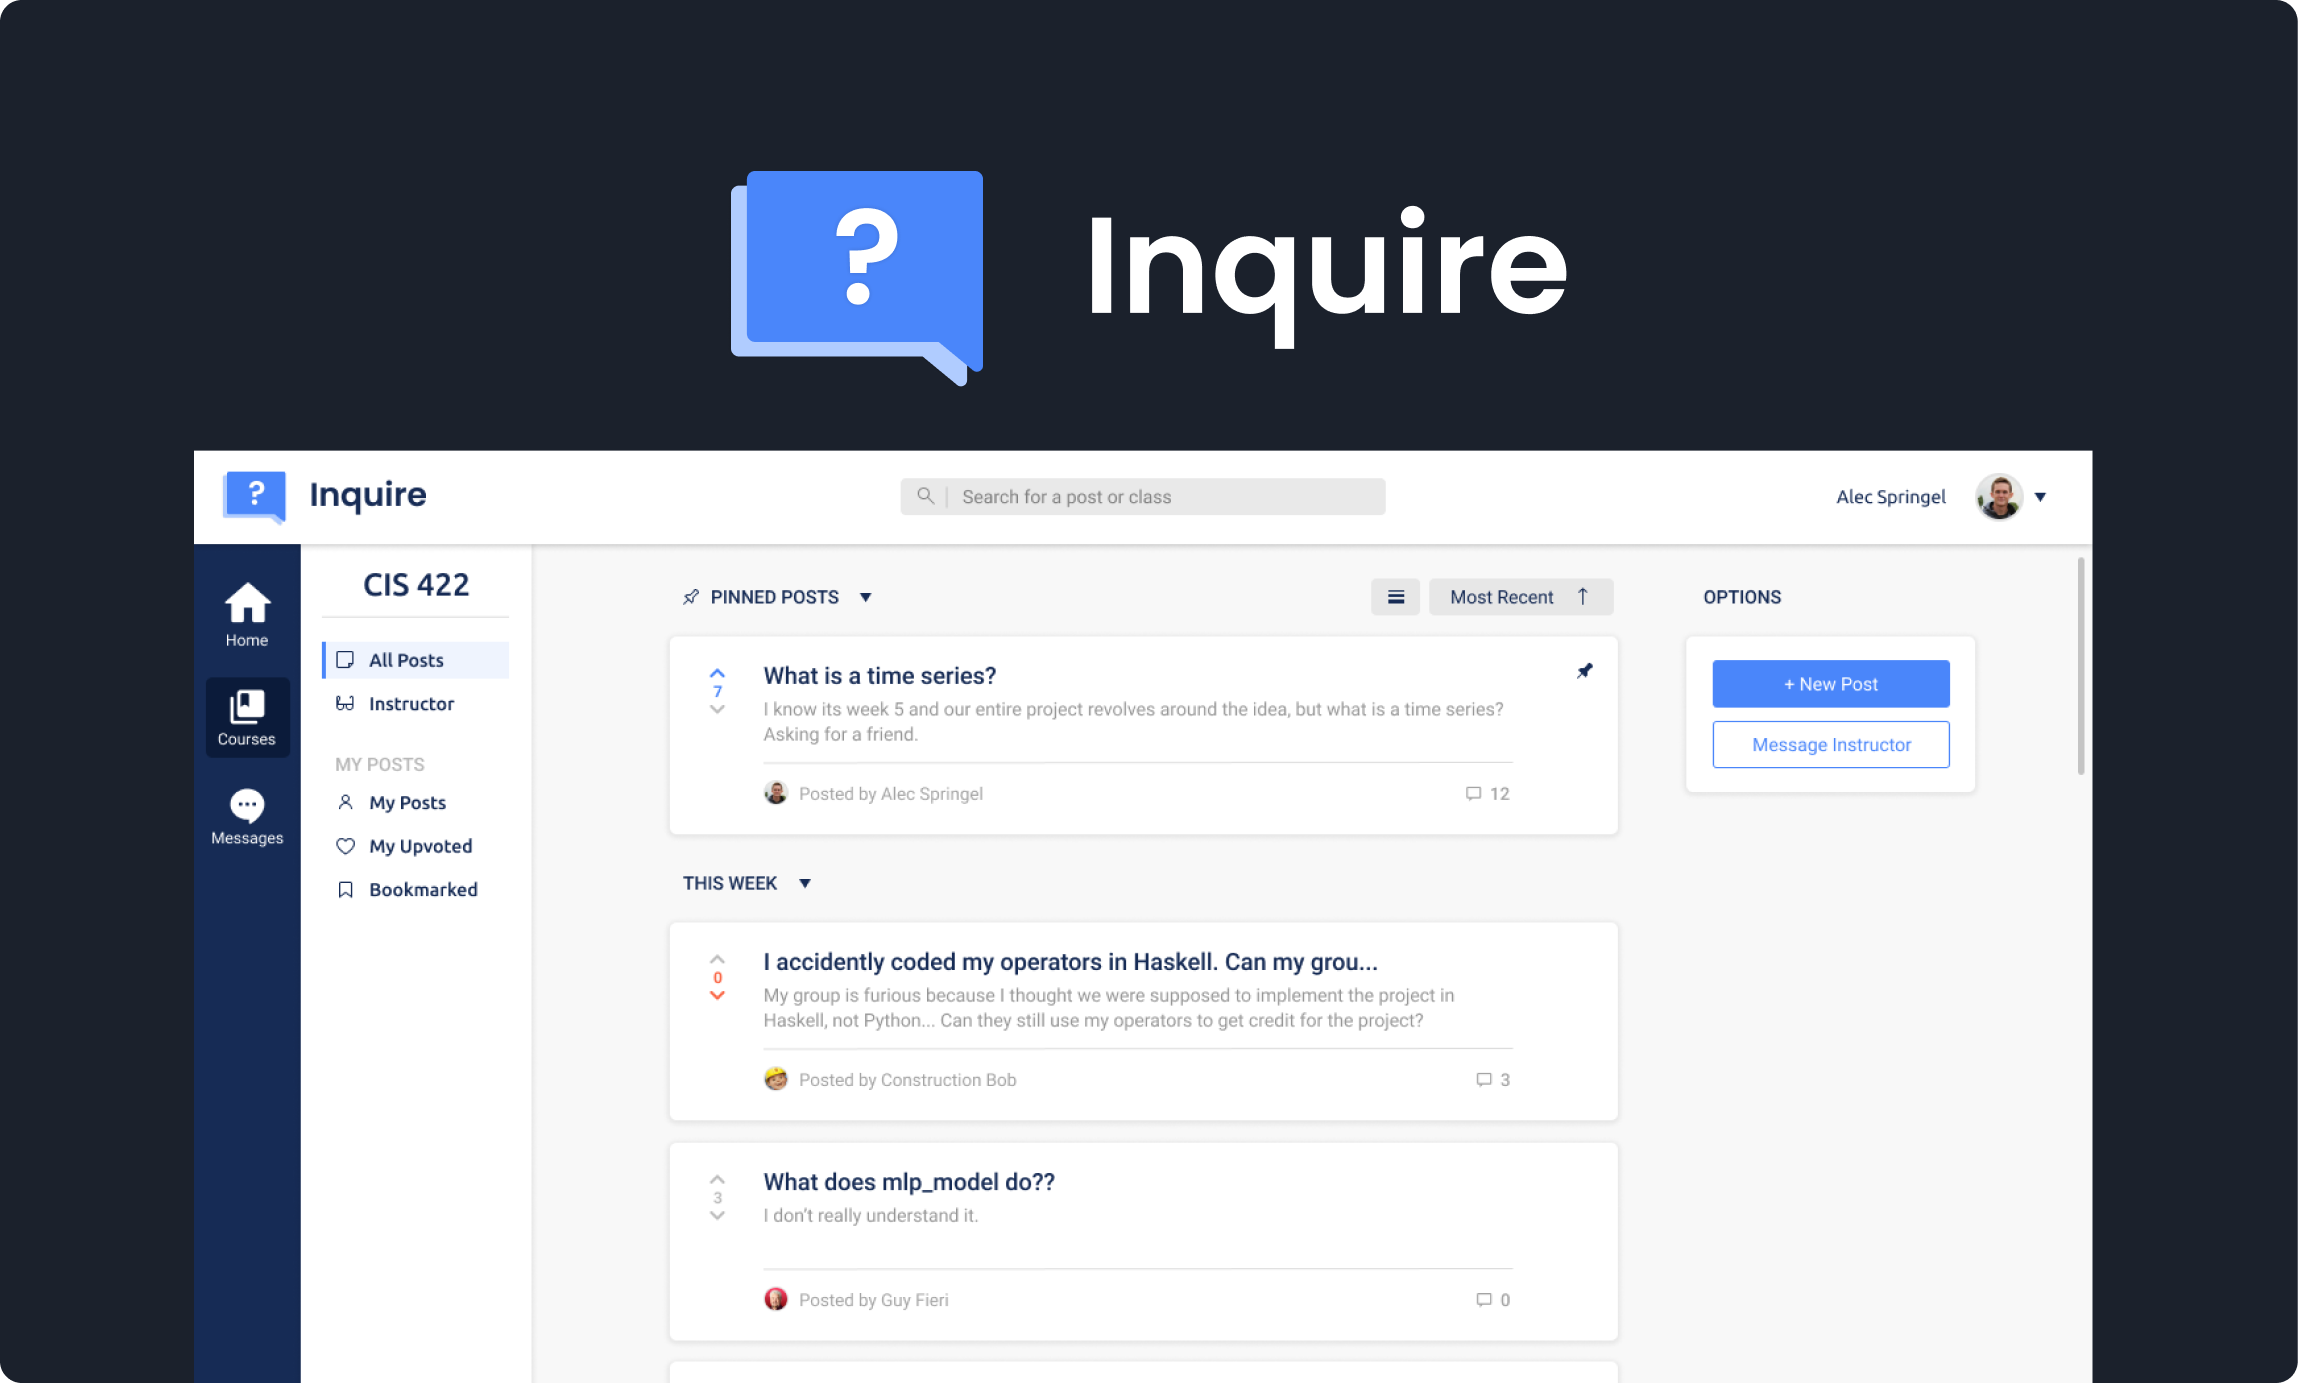 ?
Inquire
?
Inquire
Search for a post or class
Alec Springel
Home
Courses
Messages
CIS 422
All Posts
Instructor
MY POSTS
My Posts
My Upvoted
Bookmarked
PINNED POSTS
Most Recent ↑
7
What is a time series?
I know its week 5 and our entire project revolves around the idea, but what is a time series?
Asking for a friend.
Posted by Alec Springel
12
THIS WEEK
0
I accidently coded my operators in Haskell. Can my grou...
My group is furious because I thought we were supposed to implement the project in
Haskell, not Python... Can they still use my operators to get credit for the project?
Posted by Construction Bob
3
3
What does mlp_model do??
I don't really understand it.
Posted by Guy Fieri
0
OPTIONS
+ New Post
Message Instructor